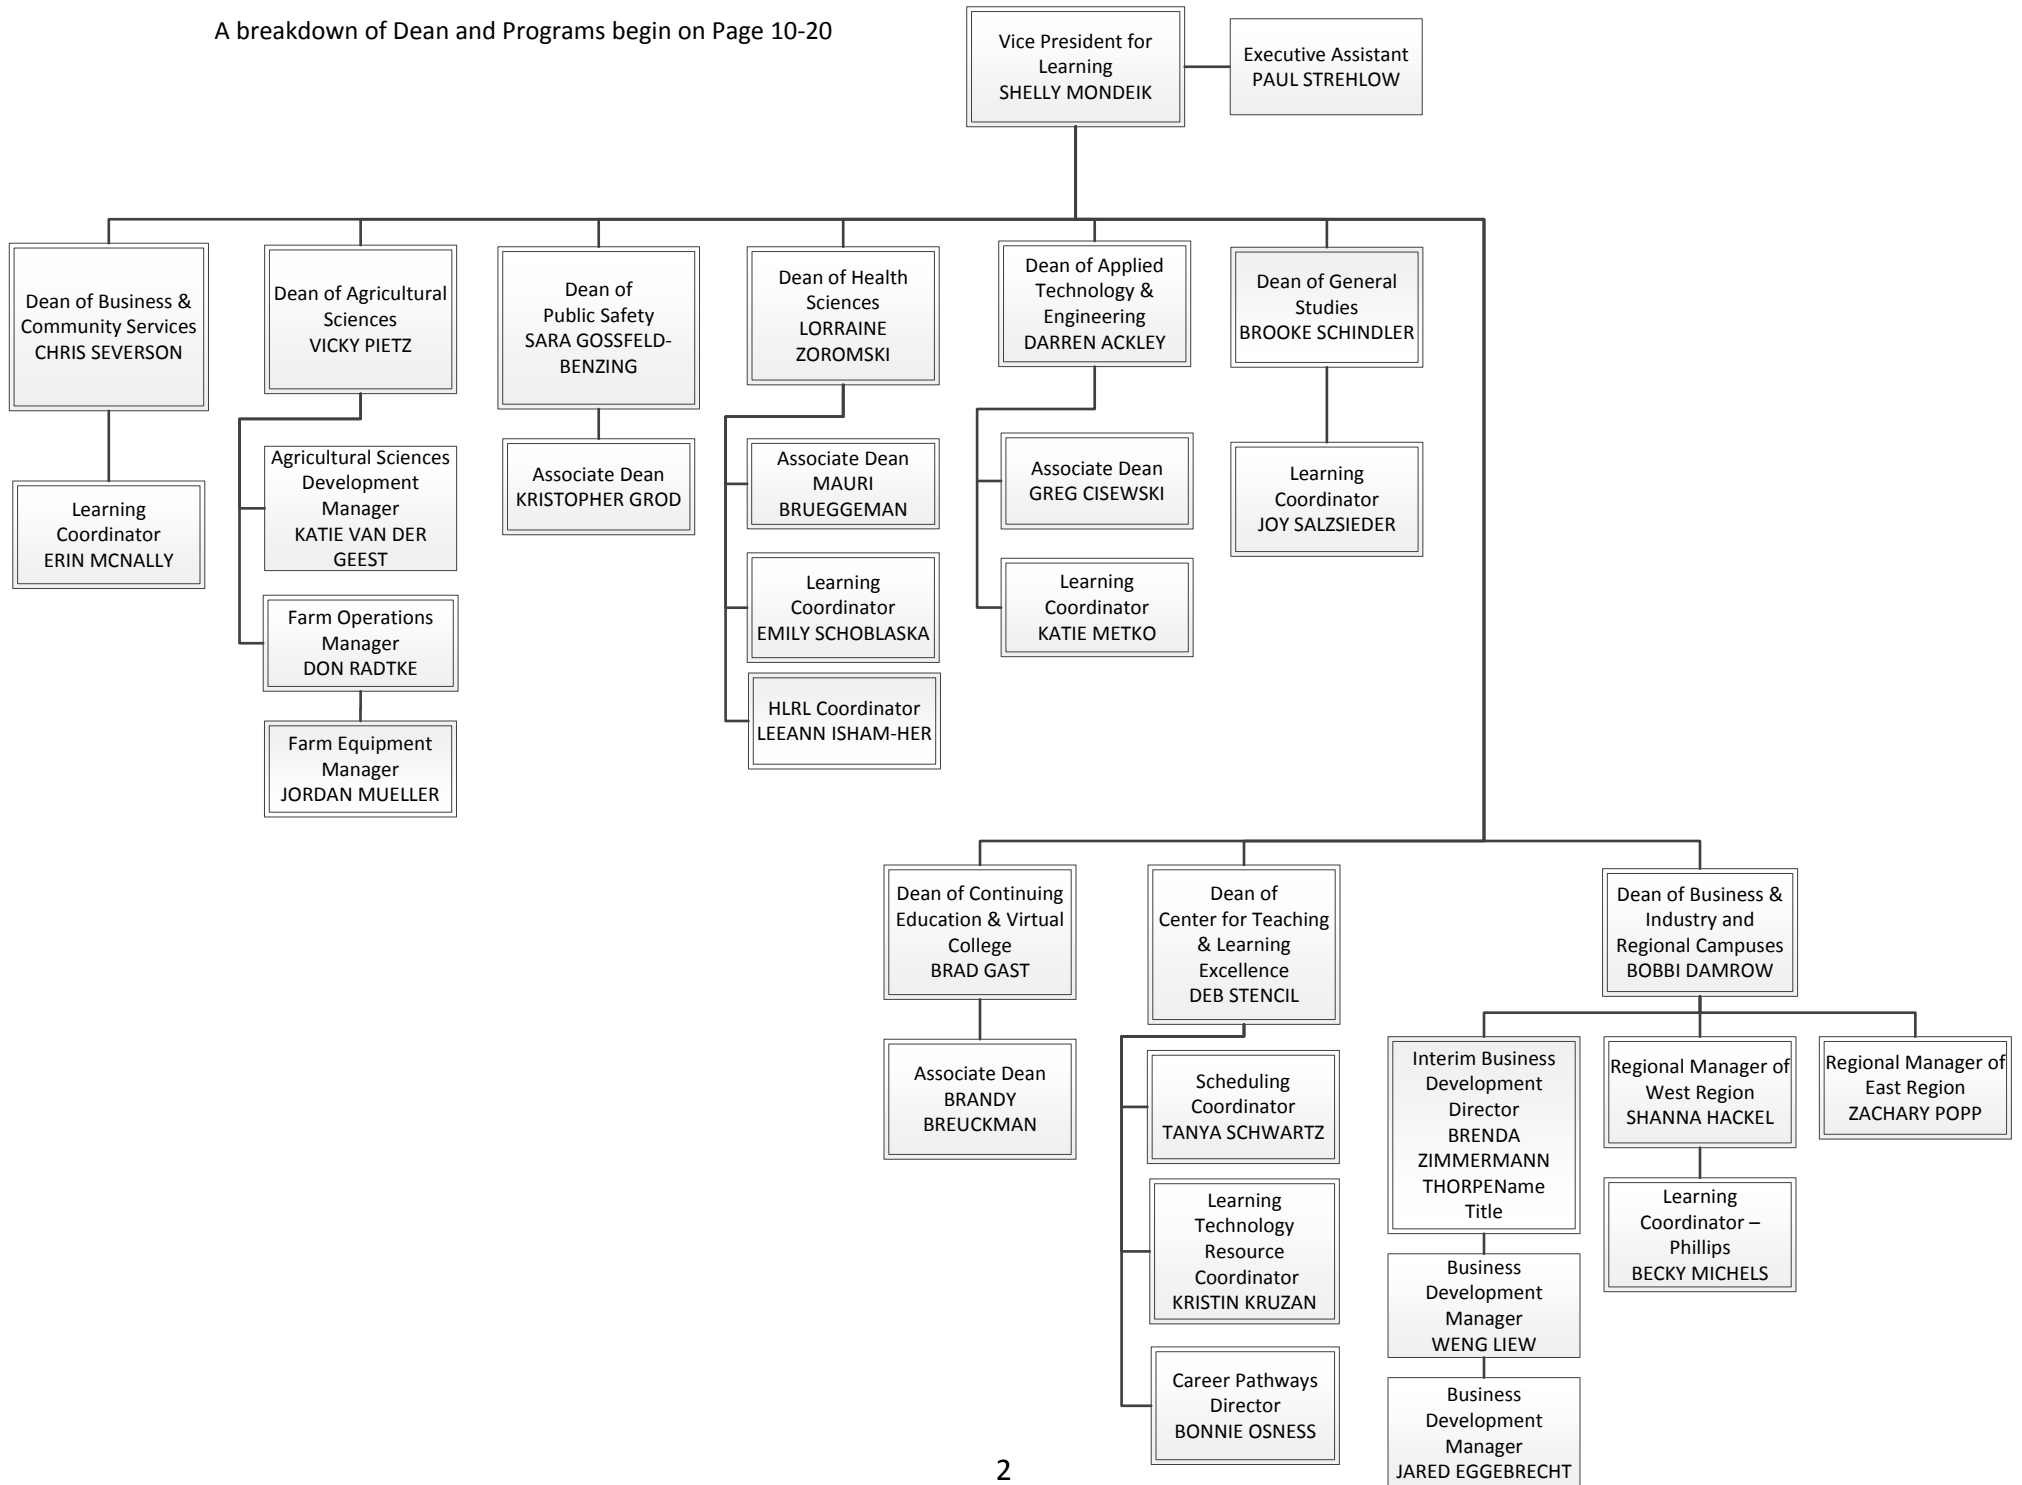 A breakdown of Dean and Programs begin on Page 10-20
Vice President for
Learning
SHELLY MONDEIK
Executive Assistant
PAUL STREHLOW
Dean of Business &
Community Services
CHRIS SEVERSON
Dean of Agricultural
Sciences
VICKY PIETZ
Dean of
Public Safety
SARA GOSSFELD-
BENZING
Dean of Health
Sciences
LORRAINE
ZOROMSKI
Dean of Applied
Technology &
Engineering
DARREN ACKLEY
Dean of General
Studies
BROOKE SCHINDLER
Learning
Coordinator
ERIN MCNALLY
Agricultural Sciences
Development
Manager
KATIE VAN DER
GEEST
Farm Operations
Manager
DON RADTKE
Farm Equipment
Manager
JORDAN MUELLER
Associate Dean
KRISTOPHER GROD
Associate Dean
MAURI
BRUEGGEMAN
Learning
Coordinator
EMILY SCHOBLASKA
HLRL Coordinator
LEEANN ISHAM-HER
Associate Dean
GREG CISEWSKI
Learning
Coordinator
KATIE METKO
Learning
Coordinator
JOY SALZSIEDER
Dean of Continuing
Education & Virtual
College
BRAD GAST
Associate Dean
BRANDY
BREUCKMAN
Dean of
Center for Teaching
& Learning
Excellence
DEB STENCIL
Scheduling
Coordinator
TANYA SCHWARTZ
Learning
Technology
Resource
Coordinator
KRISTIN KRUZAN
Career Pathways
Director
BONNIE OSNESS
Dean of Business &
Industry and
Regional Campuses
BOBBI DAMROW
Interim Business
Development
Director
BRENDA
ZIMMERMANN
THORPEName
Title
Business
Development
Manager
WENG LIEW
Business
Development
Manager
JARED EGGEBRECHT
Regional Manager of
West Region
SHANNA HACKEL
Learning
Coordinator –
Phillips
BECKY MICHELS
Regional Manager of
East Region
ZACHARY POPP
2